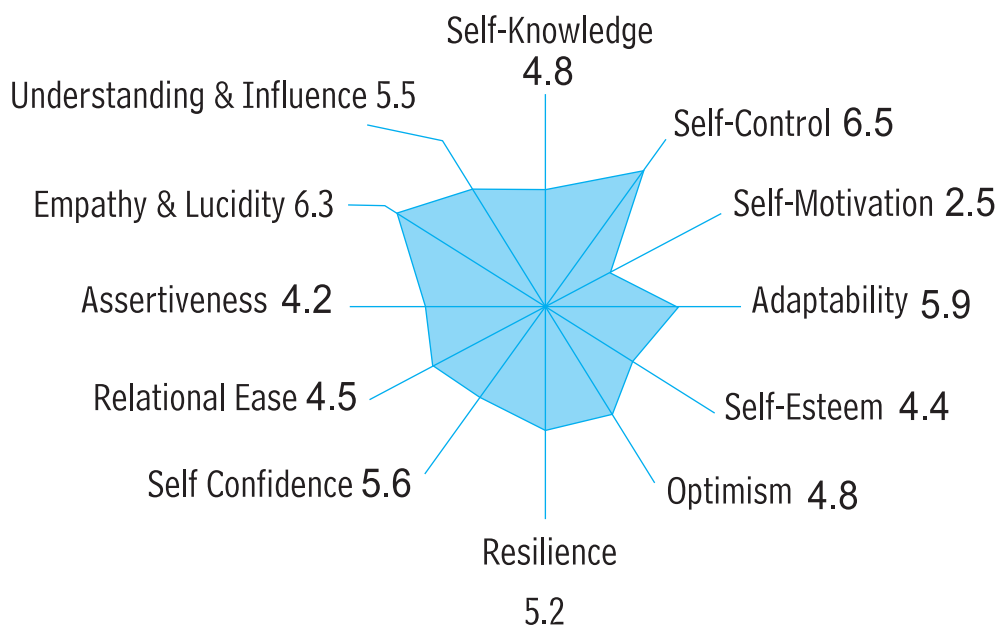 Self-Knowledge
4.8
Understanding & Influence 5.5
Self-Control 6.5
Empathy & Lucidity 6.3
Self-Motivation 2.5
Assertiveness 4.2
Adaptability 5.9
Relational Ease 4.5
Self-Esteem 4.4
Self Confidence 5.6
Optimism 4.8
Resilience
5.2